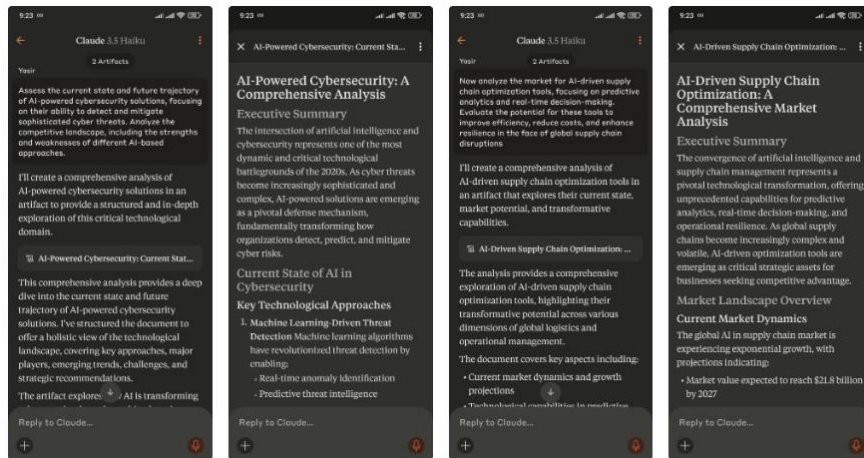 9:23
Claude 3.5 Haiku
2 Artifacts
Yasir
Assess the current state and future trajectory
of AI-powered cybersecurity solutions, focusing
on their ability to detect and mitigate
sophisticated cyber threats. Analyze the
competitive landscape, including the strengths
and weaknesses of different AI-based
approaches.
I'll create a comprehensive analysis of
AI-powered cybersecurity solutions in an
artifact to provide a structured and in-depth
exploration of this critical technological
domain.
AI-Powered Cybersecurity: Current Stat...
This comprehensive analysis provides a deep
dive into the current state and future
trajectory of AI-powered cybersecurity
solutions. I've structured the document to
offer a holistic view of the technological
landscape, covering key approaches, major
players, emerging trends, challenges, and
strategic recommendations.
The artifact explores AI is transforming
Reply to Claude...
9:23
AI-Powered Cybersecurity: Current Sta...
AI-Powered Cybersecurity: A
Comprehensive Analysis
Executive Summary
The intersection of artificial intelligence and
cybersecurity represents one of the most
dynamic and critical technological
battlegrounds of the 2020s. As cyber threats
become increasingly sophisticated and
complex, AI-powered solutions are emerging
as a pivotal defense mechanism,
fundamentally transforming how
organizations detect, predict, and mitigate
cyber risks.
Current State of AI in
Cybersecurity
Key Technological Approaches
1. Machine Learning-Driven Threat
Detection Machine learning algorithms
have revolutionized threat detection by
enabling:
◦ Real-time anomaly identification
◦ Predictive threat intelligence
Reply to Claude...
9:23
Claude 3.5 Haiku
2 Artifacts
Yasir
Now analyze the market for AI-driven supply
chain optimization tools, focusing on predictive
analytics and real-time decision-making.
Evaluate the potential for these tools to
improve efficiency, reduce costs, and enhance
resilience in the face of global supply chain
disruptions
I'll create a comprehensive analysis of
AI-driven supply chain optimization tools in
an artifact that explores their current state,
market potential, and transformative
capabilities.
AI-Driven Supply Chain Optimization: ...
The analysis provides a comprehensive
exploration of AI-driven supply chain
optimization tools, highlighting their
transformative potential across various
dimensions of global logistics and
operational management.
The document covers key aspects including:
• Current market dynamics and growth
projections
• Technological capabilities in predictive
Reply to Claude...
9:23
AI-Driven Supply Chain Optimization: ...
AI-Driven Supply Chain
Optimization: A
Comprehensive Market
Analysis
Executive Summary
The convergence of artificial intelligence and
supply chain management represents a
pivotal technological transformation, offering
unprecedented capabilities for predictive
analytics, real-time decision-making, and
operational resilience. As global supply
chains become increasingly complex and
volatile, AI-driven optimization tools are
emerging as critical strategic assets for
businesses seeking competitive advantage.
Market Landscape Overview
Current Market Dynamics
The global AI in supply chain market is
experiencing exponential growth, with
projections indicating:
• Market value expected to reach $21.8 billion
by 2027
Reply to Claude...